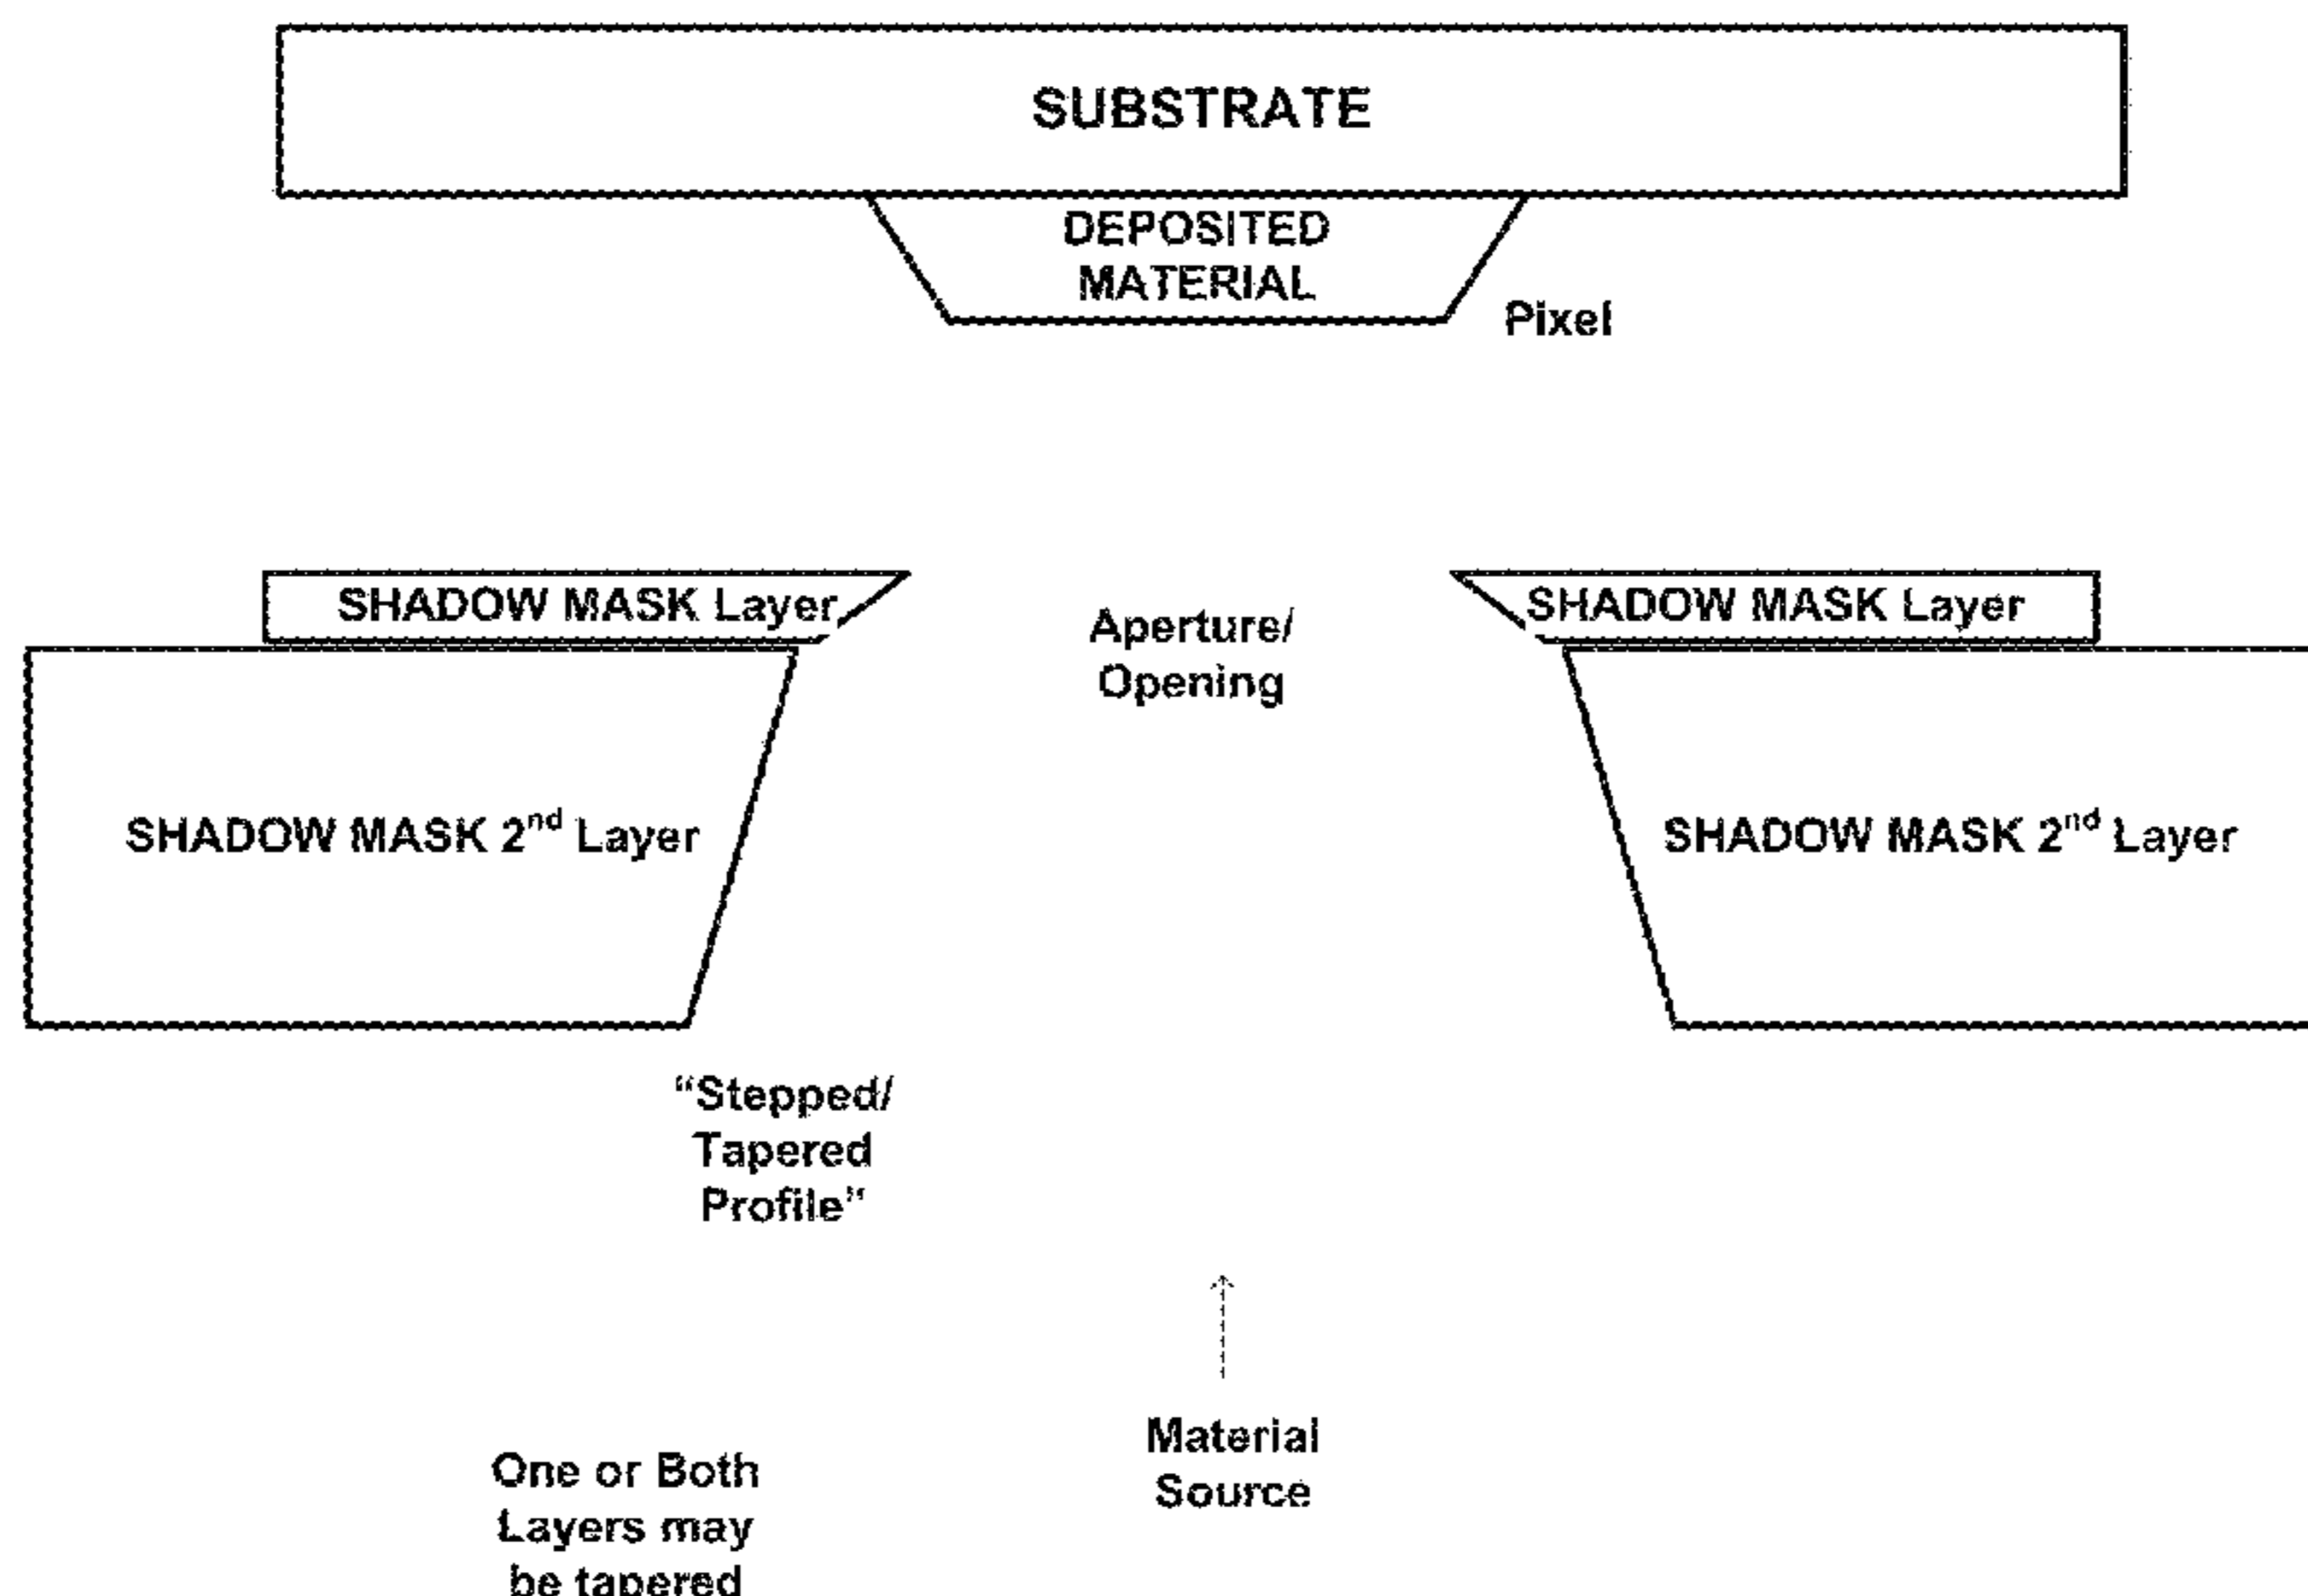 SUBSTRATE
DEPOSITED
MATERIAL
Pixel
SHADOW MASK Layer
SHADOW MASK Layer
Aperture/
Opening
SHADOW MASK 2nd Layer
SHADOW MASK 2nd Layer
“Stepped/
Tapered
Profile”
Material
Source
One or Both
Layers may
be tapered